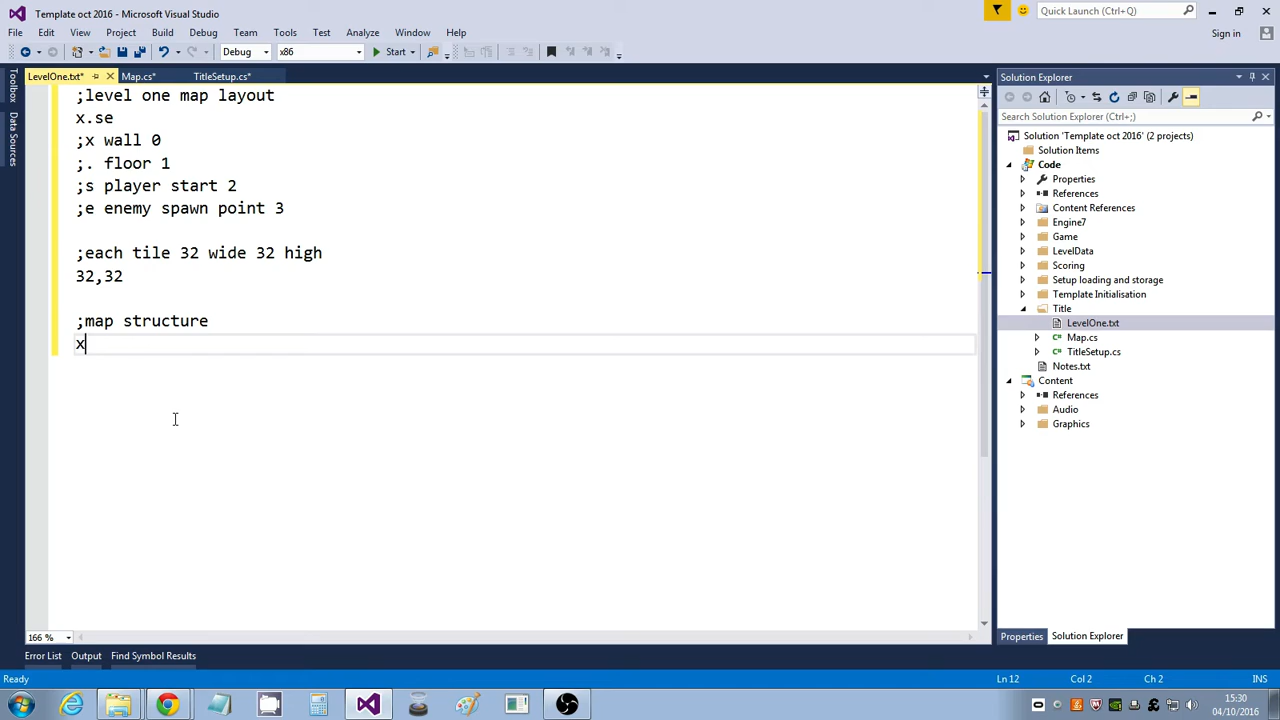 Template oct 2016 - Microsoft Visual Studio
Quick Launch (Ctrl+Q)
File Edit View Project Build Debug Team Tools Test Analyze Window Help
Sign in
Debug x86 Start
LevelOne.txt* Map.cs* TitleSetup.cs*
Toolbox
Data Sources
;level one map layout
x.se
;x wall 0
;. floor 1
;s player start 2
;e enemy spawn point 3
;each tile 32 wide 32 high
32,32
;map structure
x
166 %
Solution Explorer
Search Solution Explorer (Ctrl+;)
Solution 'Template oct 2016' (2 projects)
Solution Items
Code
Properties
References
Content References
Engine7
Game
LevelData
Scoring
Setup loading and storage
Template Initialisation
Title
LevelOne.txt
Map.cs
TitleSetup.cs
Notes.txt
Content
References
Audio
Graphics
Properties Solution Explorer
Error List Output Find Symbol Results
Ready Ln 12 Col 2 Ch 2 INS
15:30
04/10/2016